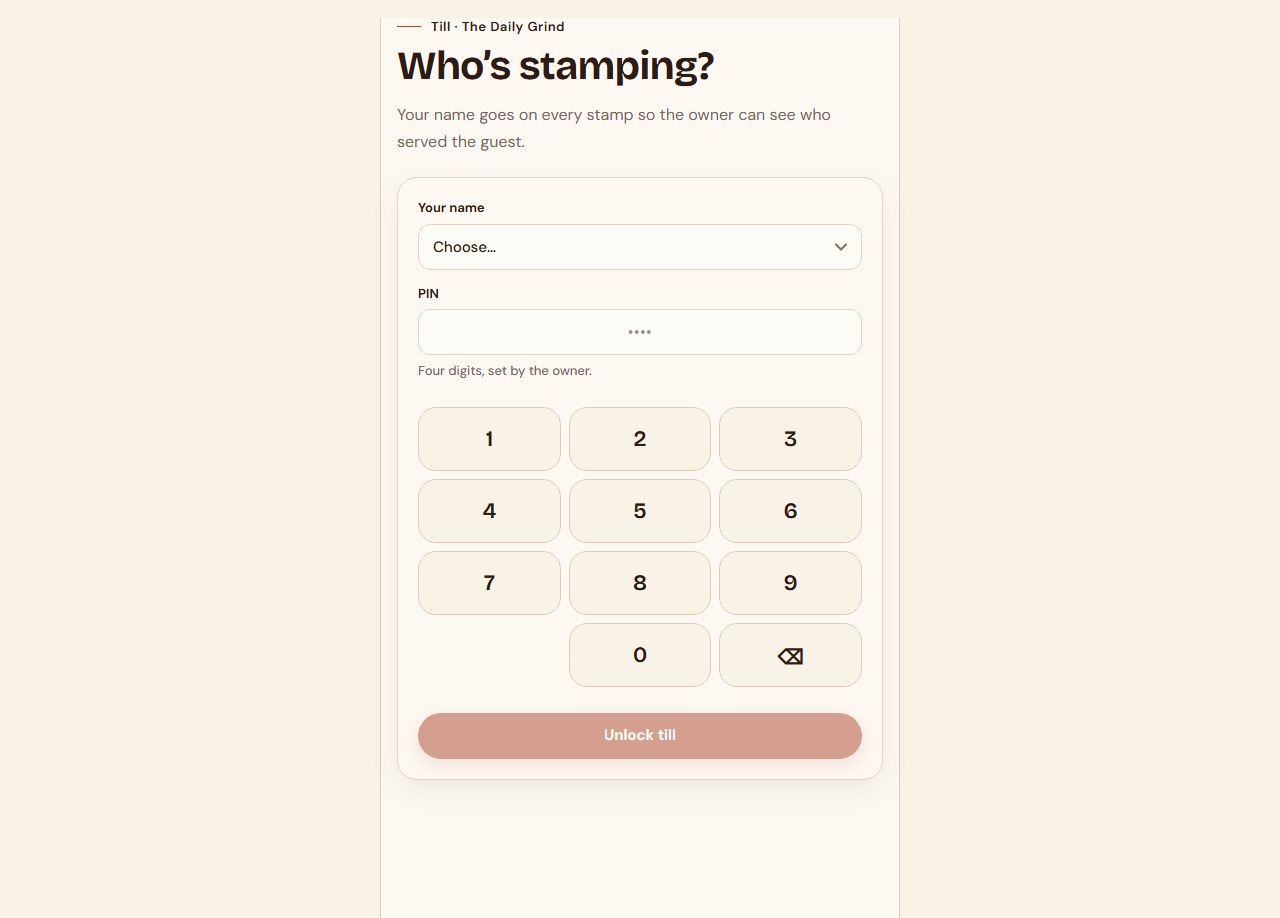 Till · The Daily Grind
Who’s stamping?
Your name goes on every stamp so the owner can see who
served the guest.
Your name
Choose…
PIN
••••
Four digits, set by the owner.
1 2 3
4 5 6
7 8 9
0 ⌫
Unlock till